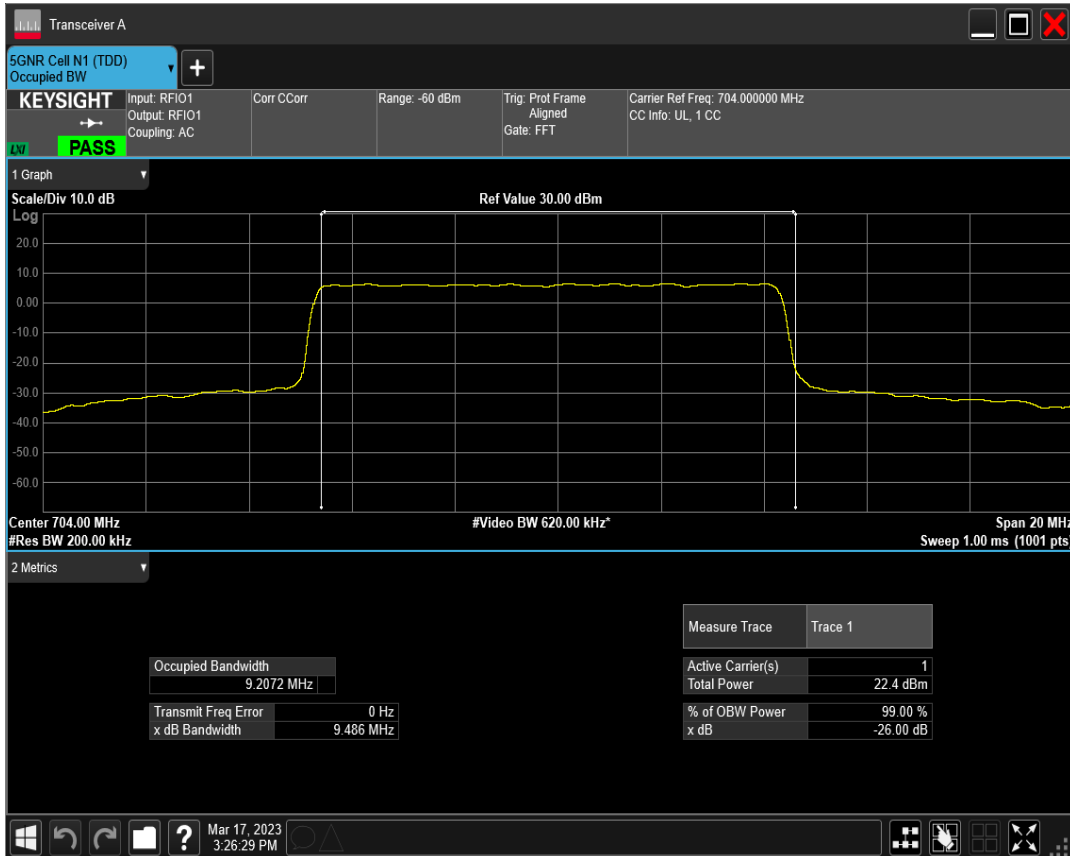 Transceiver A
5GNR Cell N1 (TDD)
Occupied BW
+
KEYSIGHT
LXI
PASS
Input: RFIO1
Output: RFIO1
Coupling: AC
Corr CCorr
Range: -60 dBm
Trig: Prot Frame
Aligned
Gate: FFT
Carrier Ref Freq: 704.000000 MHz
CC Info: UL, 1 CC
1 Graph
Scale/Div 10.0 dB
Ref Value 30.00 dBm
Log
20.0
10.0
0.00
-10.0
-20.0
-30.0
-40.0
-50.0
-60.0
Center 704.00 MHz
#Video BW 620.00 kHz*
Span 20 MHz
#Res BW 200.00 kHz
Sweep 1.00 ms (1001 pts)
2 Metrics
Measure Trace Trace 1
Occupied Bandwidth
9.2072 MHz
Active Carrier(s) 1
Total Power 22.4 dBm
Transmit Freq Error 0 Hz
x dB Bandwidth 9.486 MHz
% of OBW Power 99.00 %
x dB -26.00 dB
?
Mar 17, 2023
3:26:29 PM